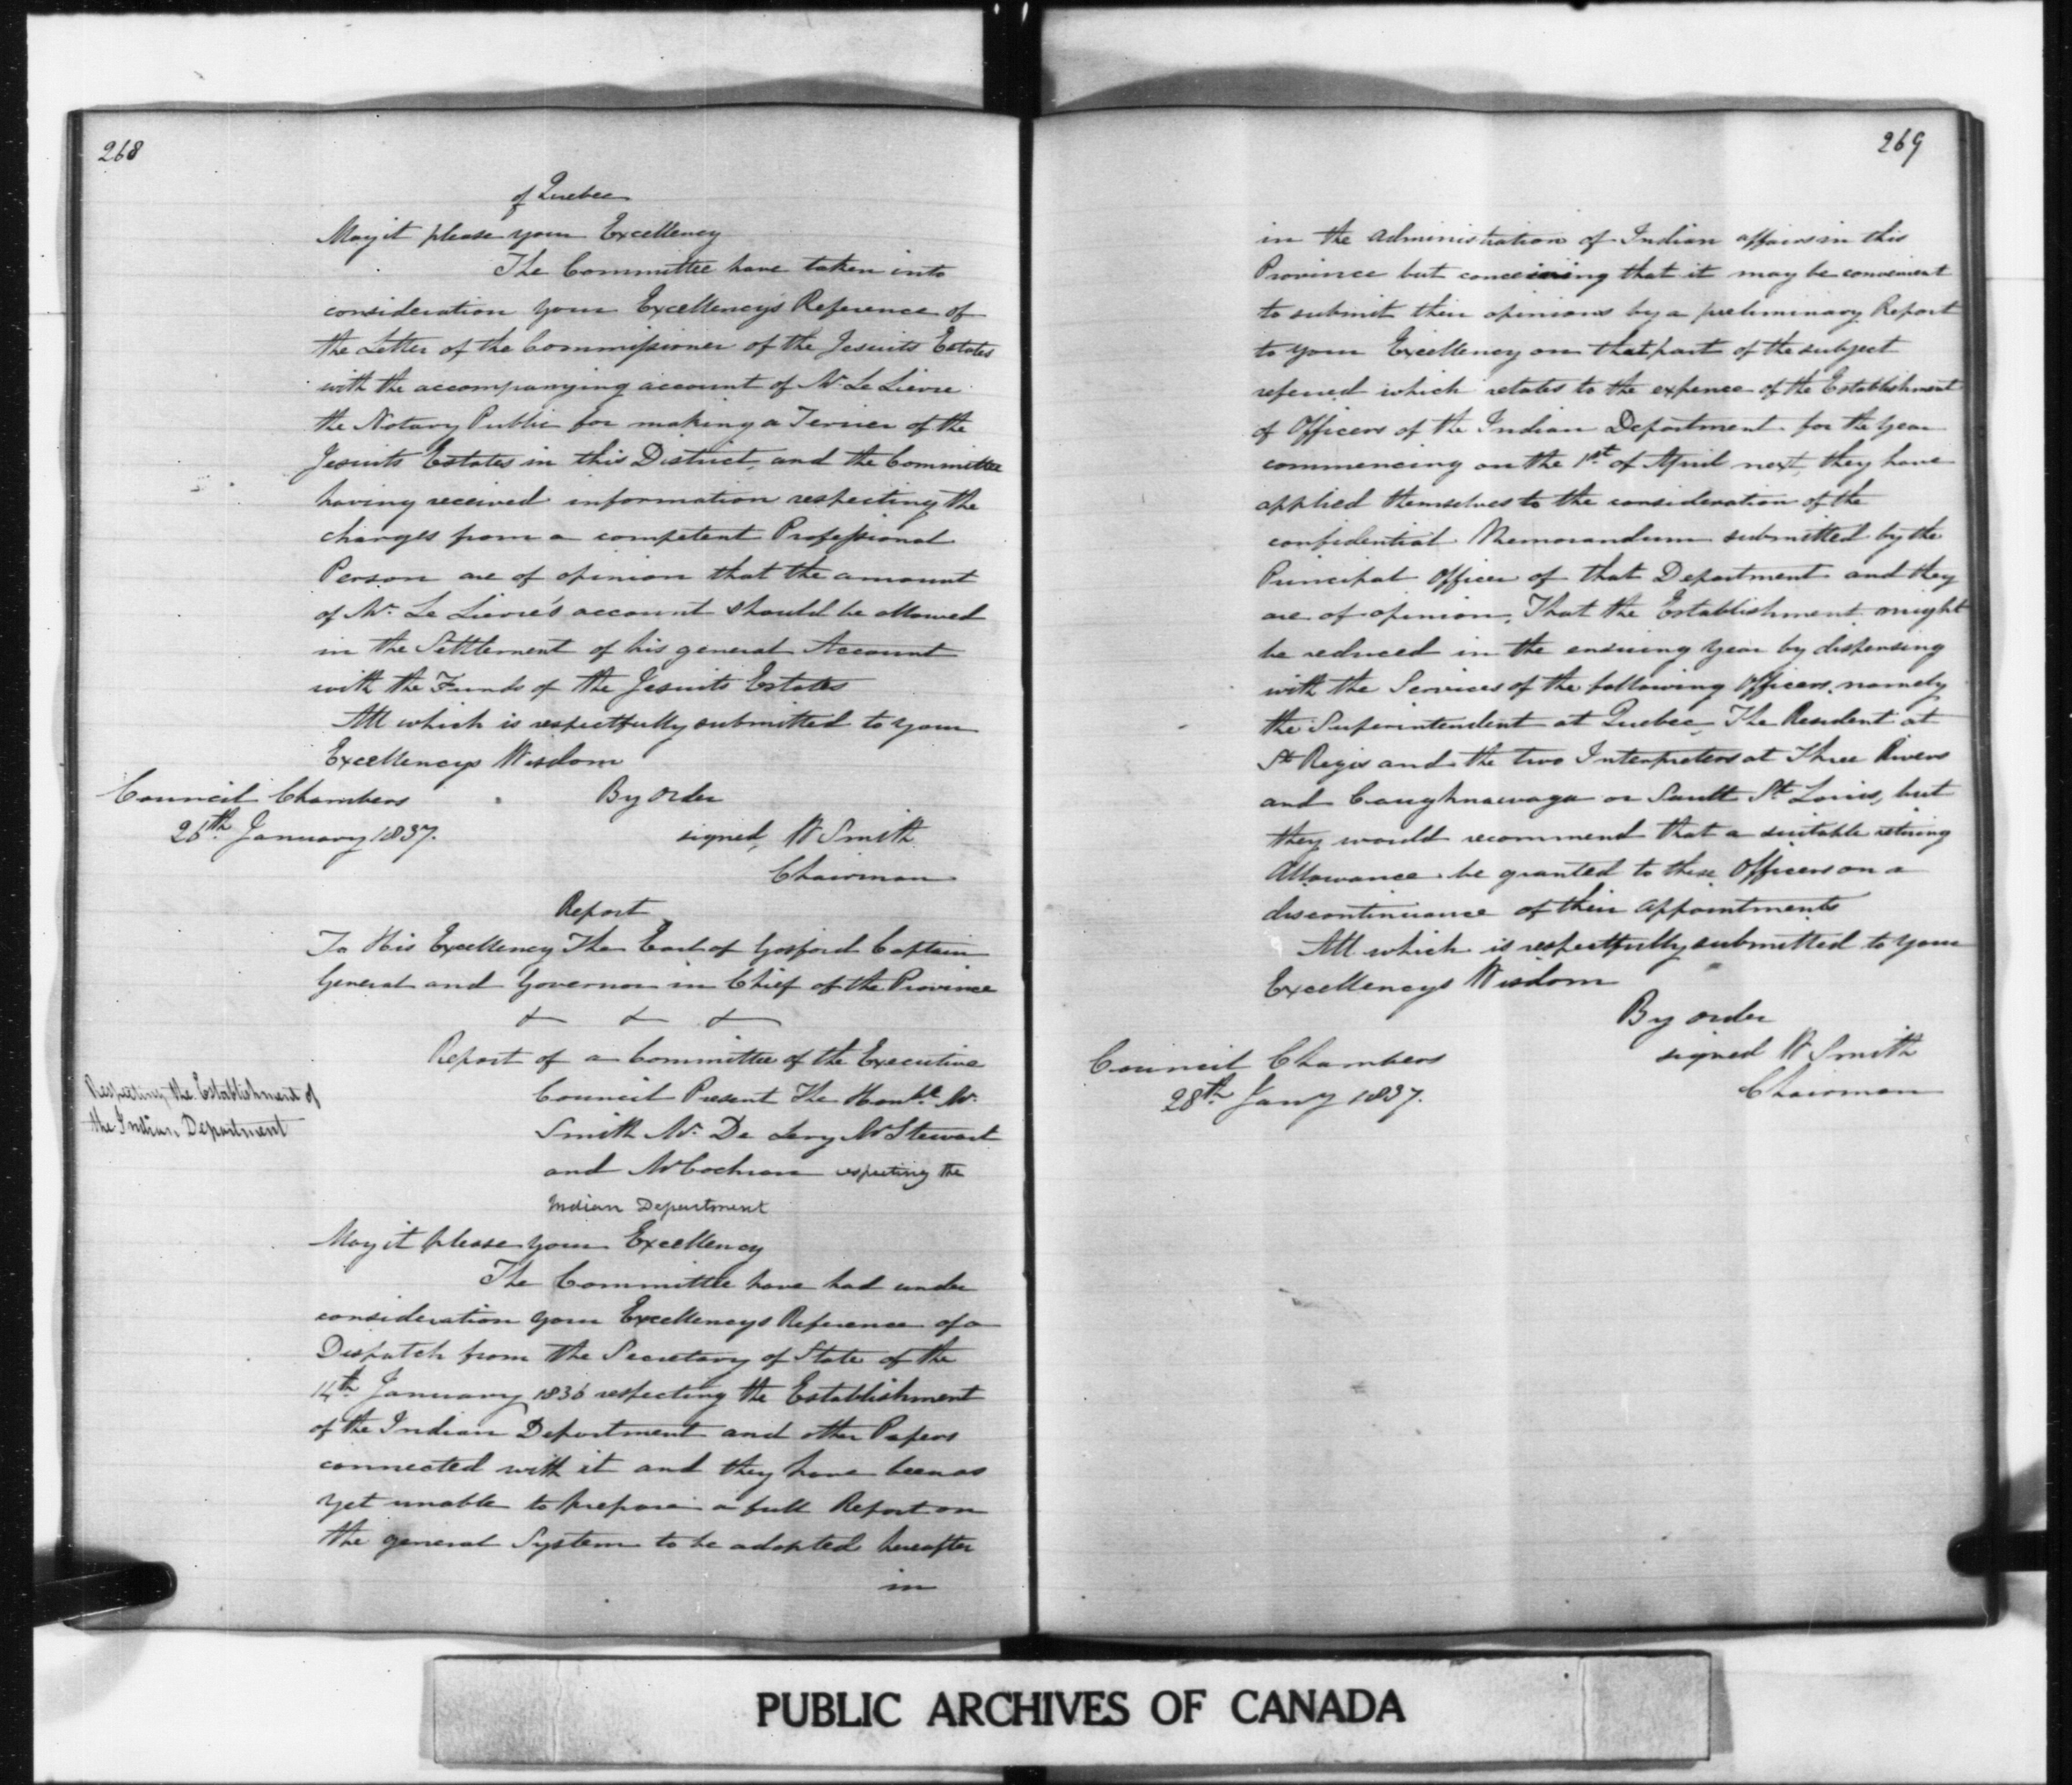 268
of Quebec
May it please your Excellency
The Committee have taken into
consideration your Excellency's Reference of
the Letter of the Commissioner of the Jesuits Estates
with the accompanying account of Mr Le Lievre
the Notary Public for making a Terrier of the
Jesuits Estates in this District, and the Committee
having received information respecting the
charges from a competent Professional
Person are of opinion that the amount
of Mr. Le Lievre's account should be allowed
in the Settlement of his general Account
with the Funds of the Jesuits Estates
All which is respectfully submitted to your
Excellencys Wisdom
Council Chambers By order
26th January 1837. signed, W Smith
Chairman
Report
To His Excellency The Earl of Gosford Captain
General and Governor in Chief of the Province
& & &
Report of a Committee of the Executive
Council Present The Honble Mr.
Smith Mr. De Lery Mr Stewart
and Mr Cochran respecting the
Indian Department
Respecting the Establishment of
the Indian Department
May it please your Excellency
The Committee have had under
consideration your Excellencys Reference of a
Dispatch from the Secretary of State of the
14th January 1836 respecting the Establishment
of the Indian Department and other Papers
connected with it and they have been as
yet unable to prepare a full Report on
the general System to be adopted hereafter
in
269
in the administration of Indian affairs in this
Province but conceiving that it may be convenient
to submit their opinions by a preliminary Report
to your Excellency on that part of the subject
referred which relates to the expence of the Establishment
of Officers of the Indian Department for the year
commencing on the 1st of April next, they have
applied themselves to the consideration of the
confidential Memorandum submitted by the
Principal Officer of that Department and they
are of opinion, That the Establishment might
be reduced in the ensuing year by dispensing
with the Services of the following Officers, namely
the Superintendent at Quebec, The Resident at
St Regis and the two Interpreters at Three Rivers
and Caughnawaga or Sault St Louis, but
they would recommend that a suitable retiring
Allowance be granted to these Officers on a
discontinuance of their appointments
All which is respectfully submitted to your
Excellencys Wisdom
By order
Council Chambers signed W Smith
28th Jany 1837. Chairman
PUBLIC ARCHIVES OF CANADA